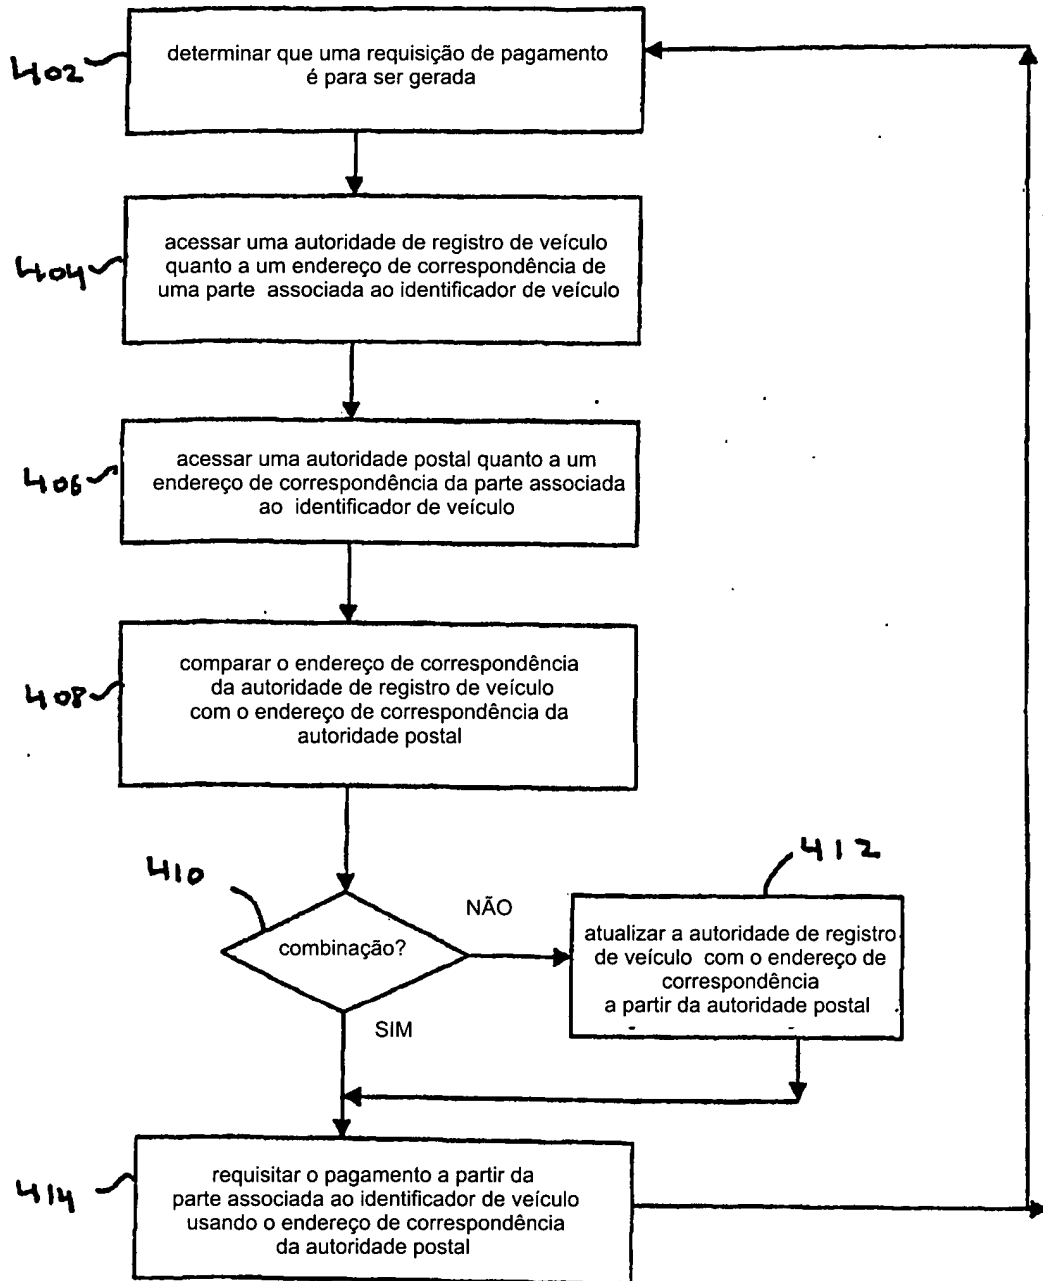 402
determinar que uma requisição de pagamento
é para ser gerada
404
acessar uma autoridade de registro de veículo
quanto a um endereço de correspondência de
uma parte associada ao identificador de veículo
406
acessar uma autoridade postal quanto a um
endereço de correspondência da parte associada
ao identificador de veículo
408
comparar o endereço de correspondência
da autoridade de registro de veículo
com o endereço de correspondência da
autoridade postal
410
combinação?
NÃO
SIM
412
atualizar a autoridade de registro
de veículo com o endereço de
correspondência
a partir da autoridade postal
414
requisitar o pagamento a partir da
parte associada ao identificador de veículo
usando o endereço de correspondência
da autoridade postal